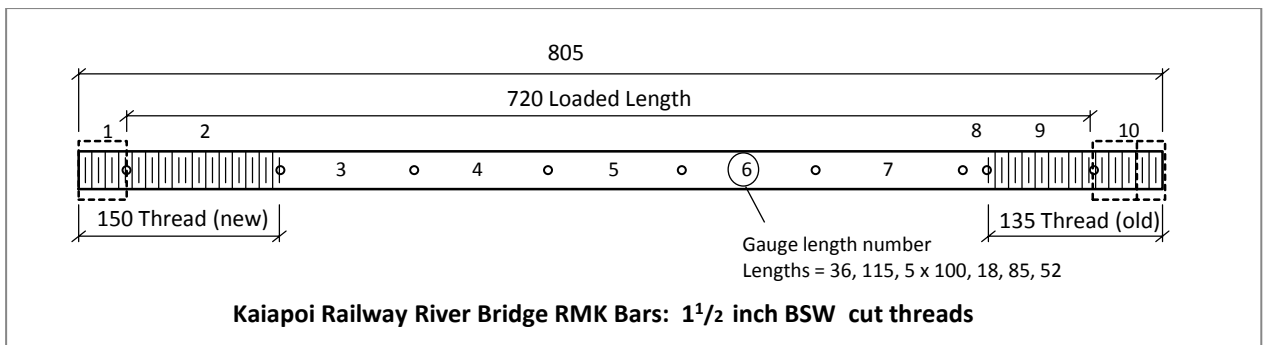 805
720 Loaded Length
1 2 8 9 10
3 4 5 6 7
150 Thread (new) 135 Thread (old)
Gauge length number
Lengths = 36, 115, 5 x 100, 18, 85, 52
Kaiapoi Railway River Bridge RMK Bars: 1 1/2 inch BSW cut threads